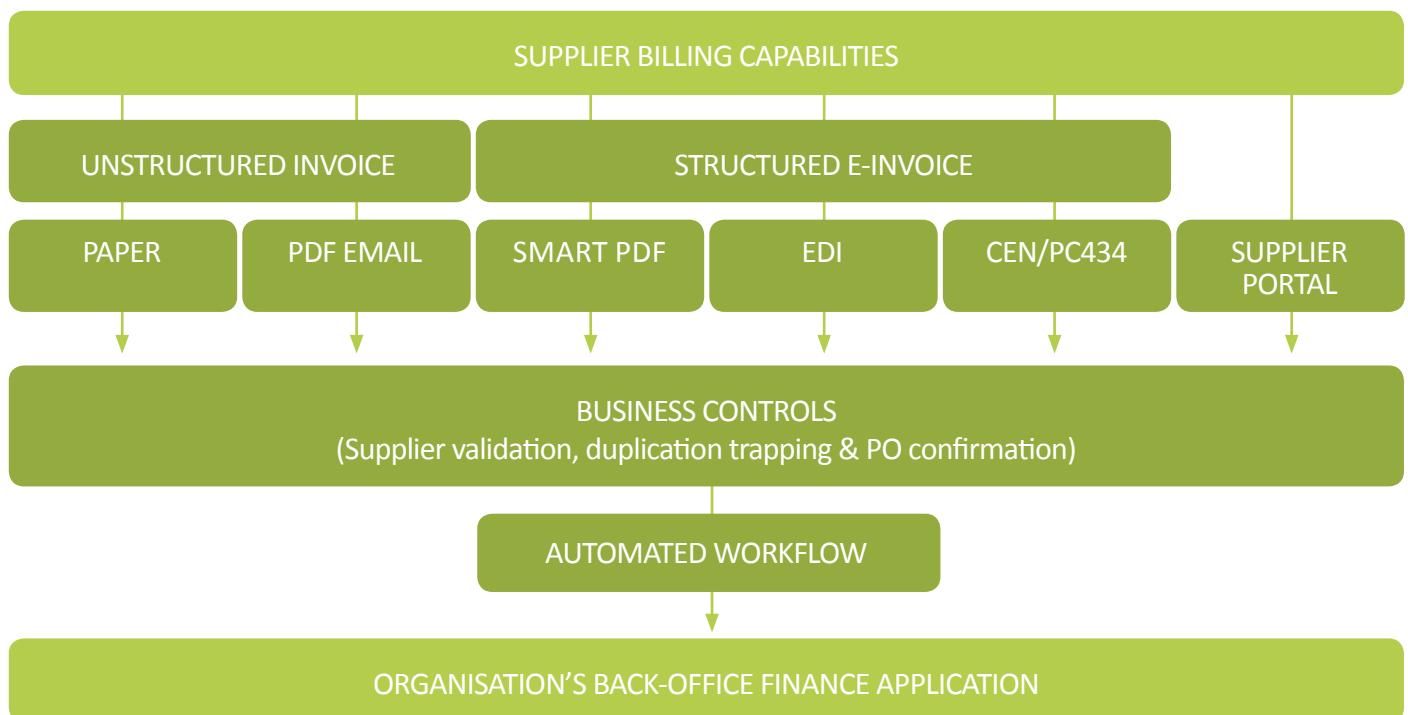 SUPPLIER BILLING CAPABILITIES
UNSTRUCTURED INVOICE
STRUCTURED E-INVOICE
PAPER
PDF EMAIL
SMART PDF
EDI
CEN/PC434
SUPPLIER
PORTAL
BUSINESS CONTROLS
(Supplier validation, duplication trapping & PO confirmation)
AUTOMATED WORKFLOW
ORGANISATION’S BACK-OFFICE FINANCE APPLICATION